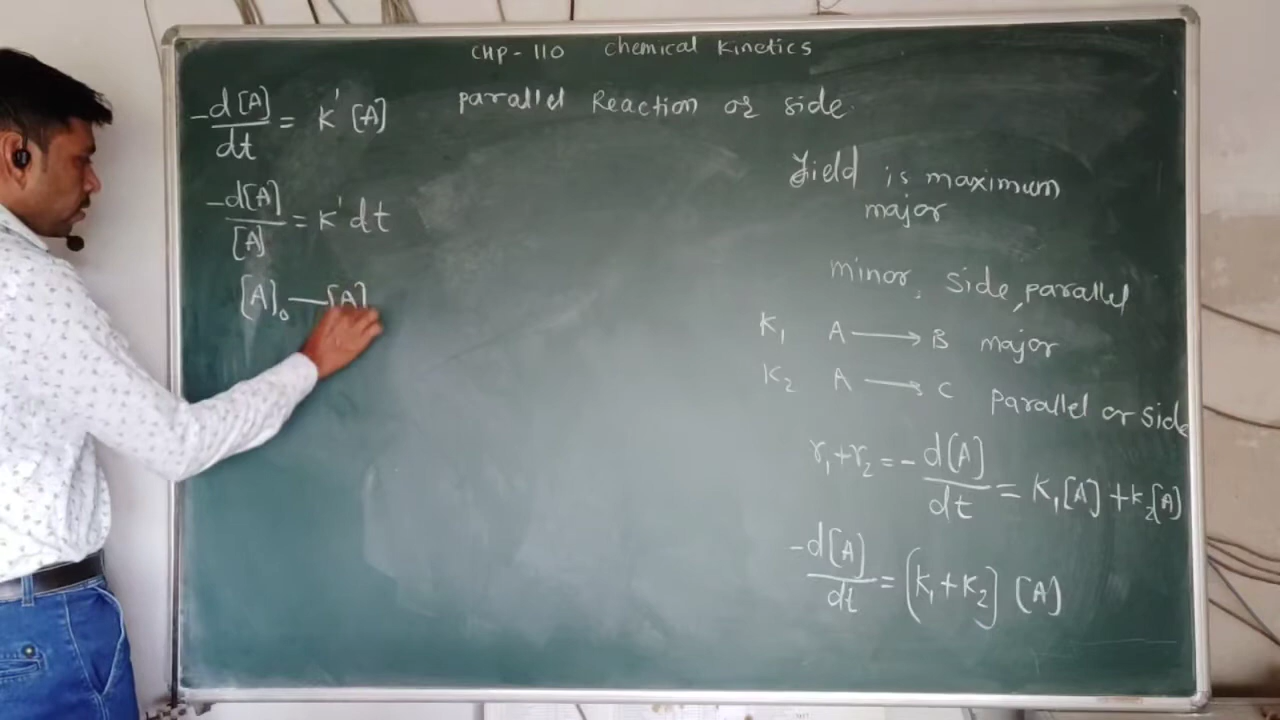 CHP-110 Chemical Kinetics
parallel Reaction or side
-d[A]/dt = K' [A]
-d[A]/[A] = K' dt
[A]₀ — [A]
Yield is maximum
major
minor, side, parallel
K₁ A ⟶ B major
K₂ A ⟶ C parallel or side
r₁+r₂ = -d[A]/dt = K₁[A] + K₂[A]
-d[A]/dt = (K₁+K₂] [A]